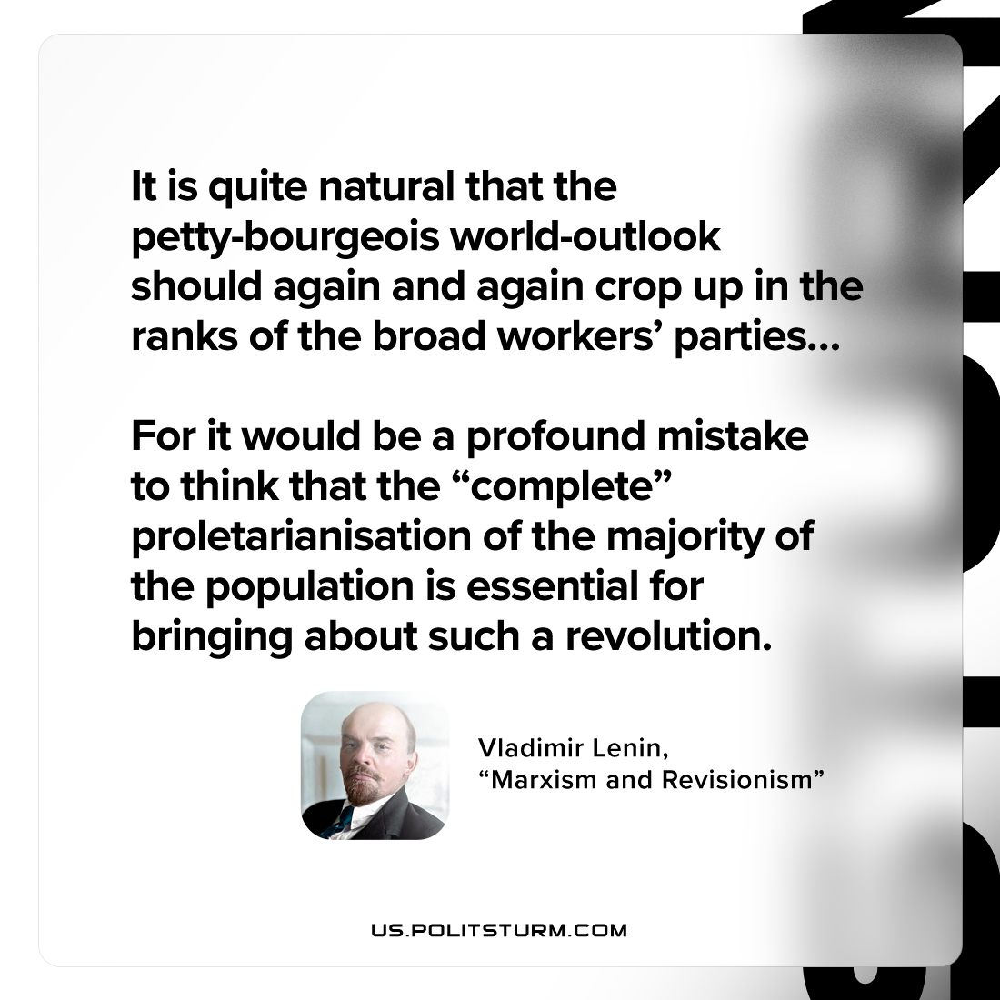 It is quite natural that the
petty-bourgeois world-outlook
should again and again crop up in the
ranks of the broad workers’ parties...
For it would be a profound mistake
to think that the “complete”
proletarianisation of the majority of
the population is essential for
bringing about such a revolution.
Vladimir Lenin,
“Marxism and Revisionism”
US.POLITSTURM.COM